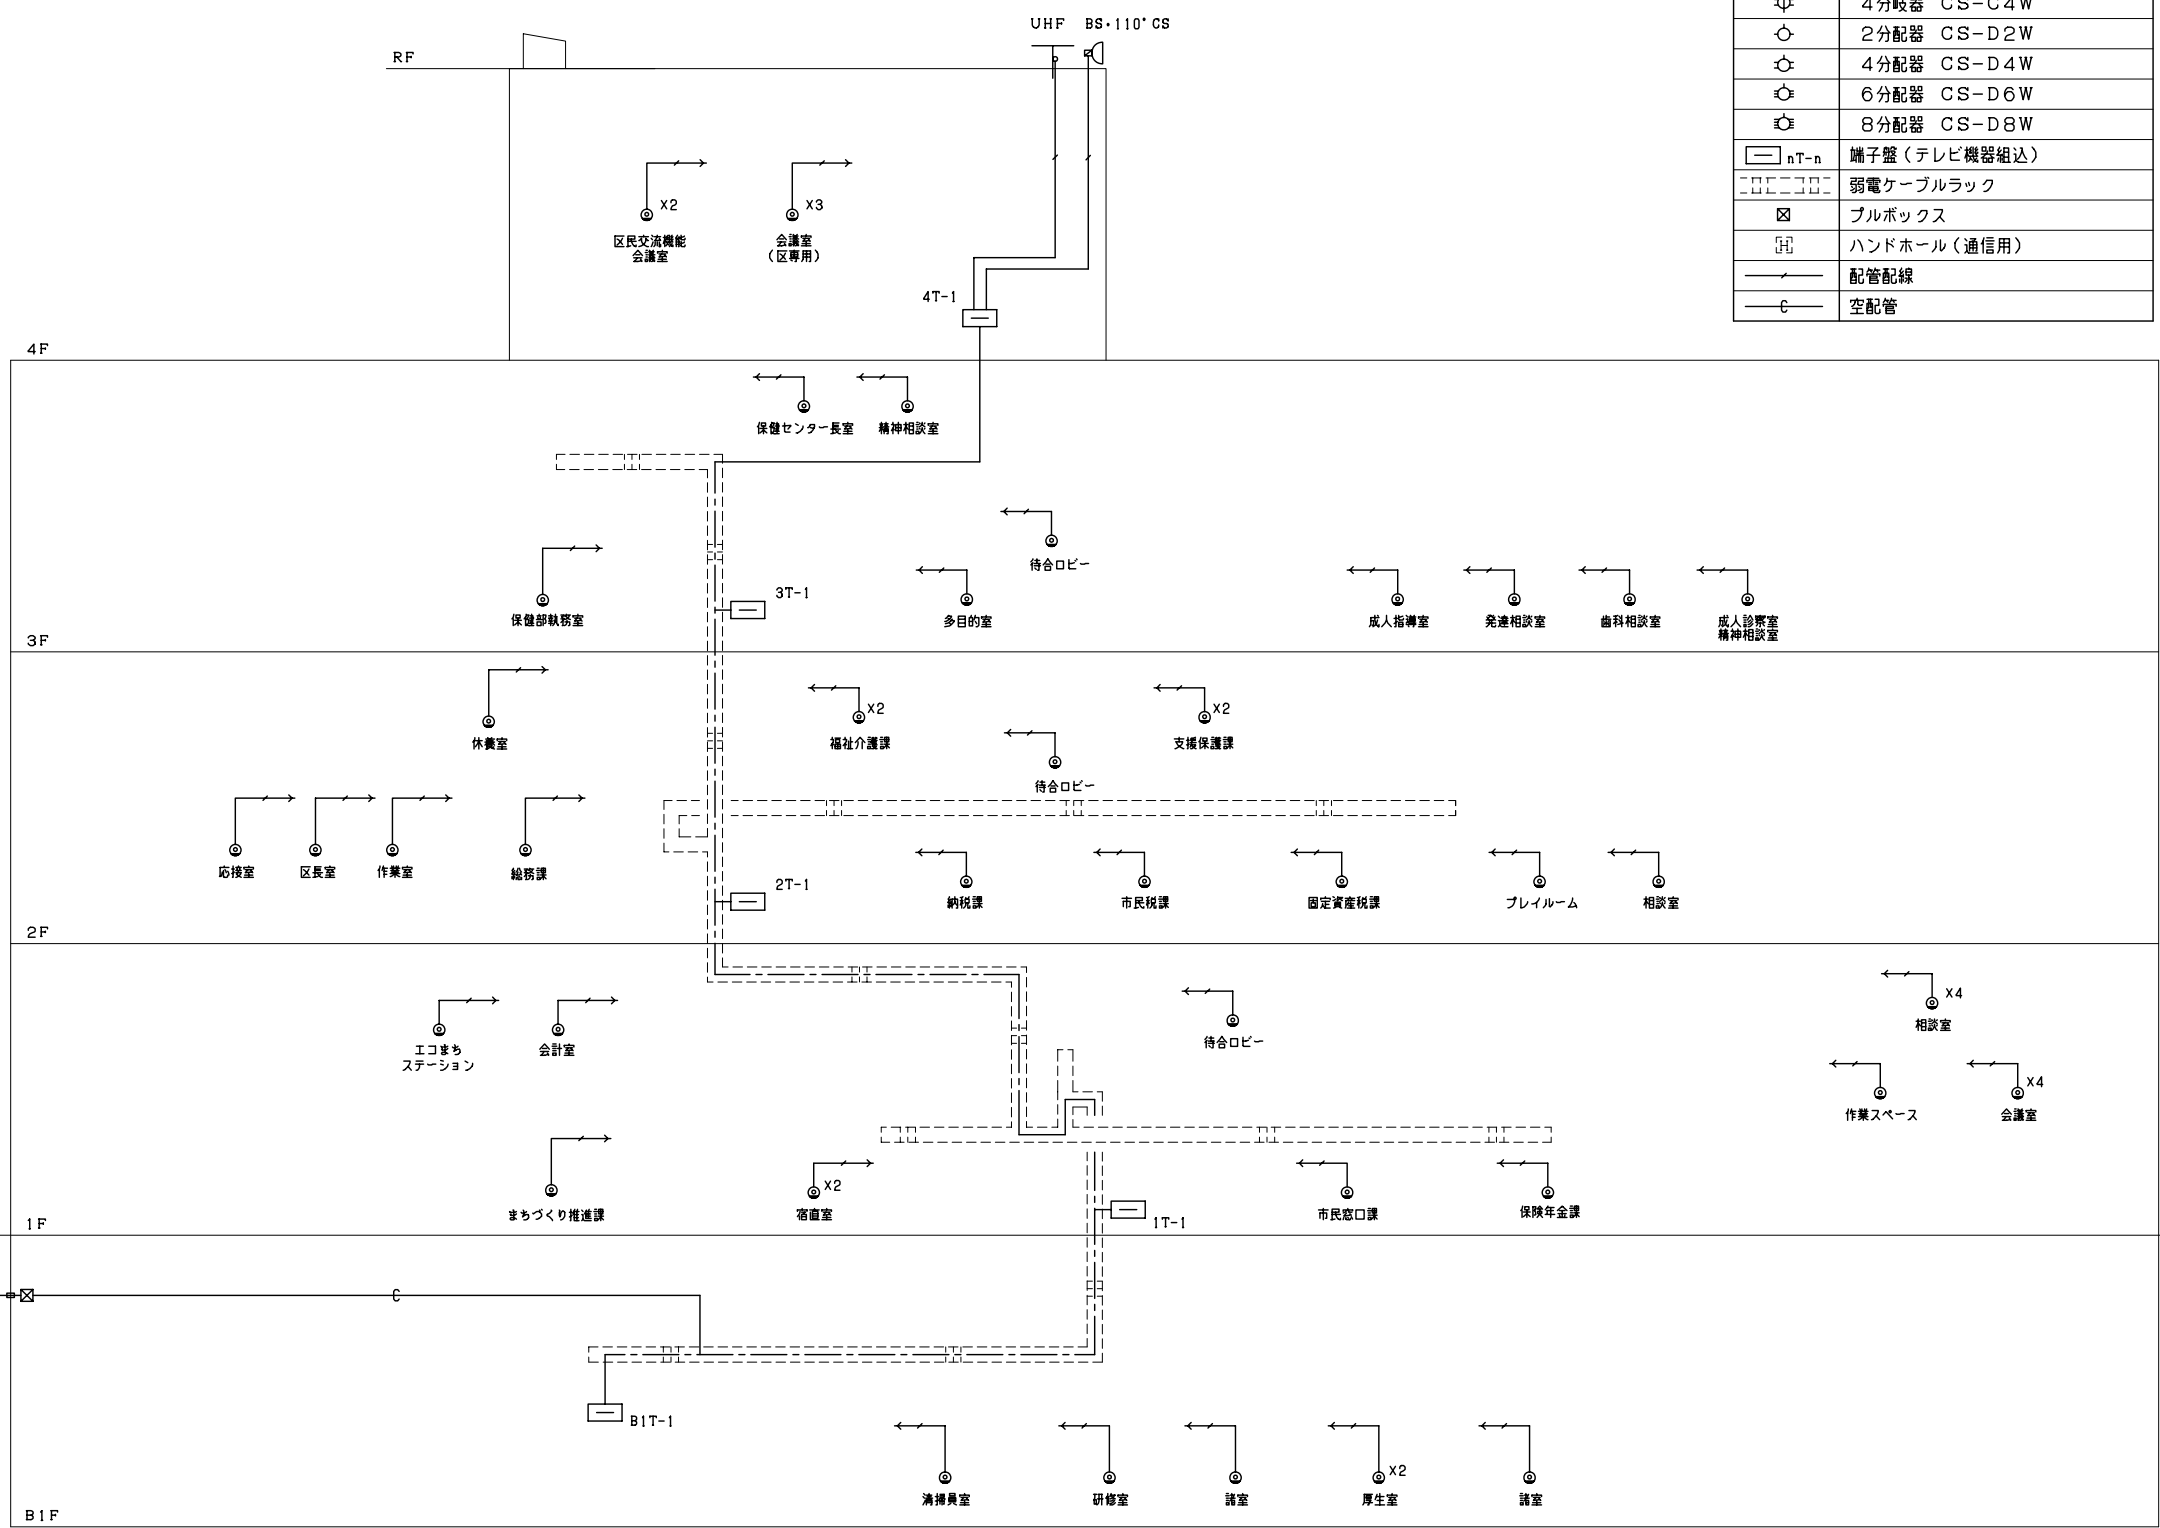 UHF BS・110°CS
RF
4分岐器 CS-C4W
2分配器 CS-D2W
4分配器 CS-D4W
6分配器 CS-D6W
8分配器 CS-D8W
nT-n 端子盤(テレビ機器組込)
弱電ケーブルラック
プルボックス
H ハンドホール(通信用)
配管配線
C 空配管
X2 X3
区民交流機能
会議室
会議室
(区専用)
4T-1
4F
保健センター長室 精神相談室
待合ロビー
3T-1
保健部執務室 多目的室 成人指導室 発達相談室 歯科相談室
成人診察室
精神相談室
3F
X2 X2
休養室 福祉介護課 支援保護課
待合ロビー
応接室 区長室 作業室 総務課
2T-1
納税課 市民税課 固定資産税課 プレイルーム 相談室
2F
X4
相談室
エコまち
ステーション
会計室 待合ロビー
X4
作業スペース 会議室
X2
まちづくり推進課 宿直室 市民窓口課 保険年金課
1T-1
1F
C
B1T-1
X2
清掃員室 研修室 諸室 厚生室 諸室
B1F